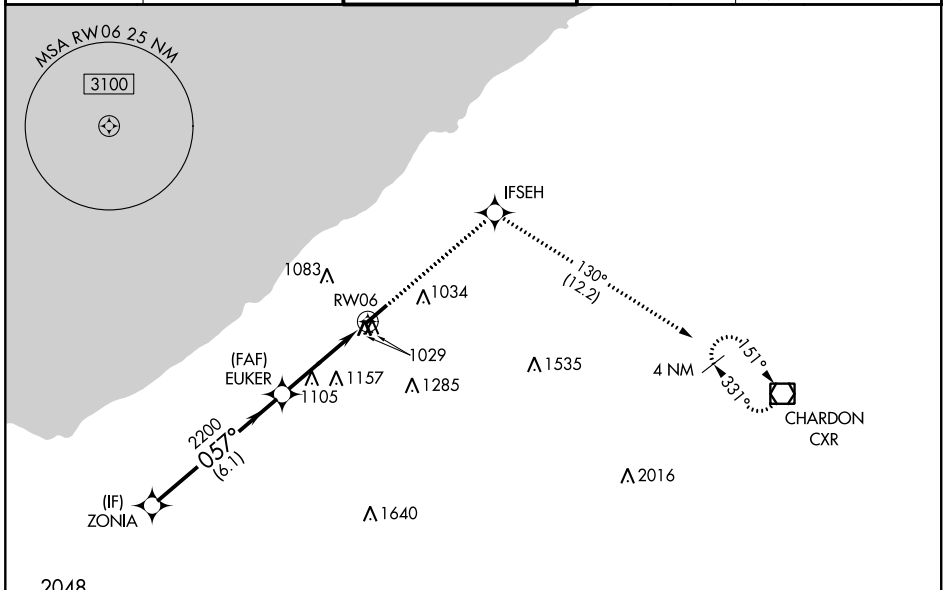 MSA RW06 25 NM
3100
IFSEH
1083
130°
(12.2)
RW06
1034
1029
(FAF)
EUKER
1105
1157
1285
1535
4 NM
151°
331°
CHARDON
CXR
2200
057°
(6.1)
2016
(IF)
ZONIA
1640
2048